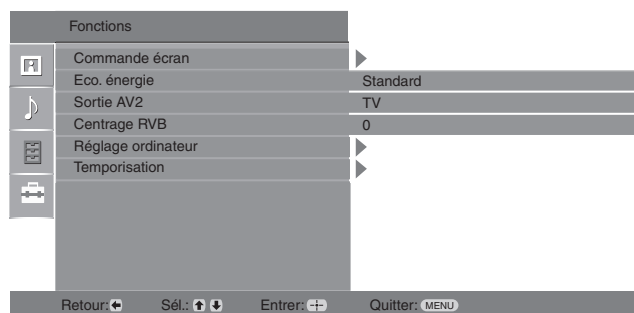 Fonctions
Commande écran
Eco. énergie Standard
Sortie AV2 TV
Centrage RVB 0
Réglage ordinateur
Temporisation
Retour: Sél.: Entrer: Quitter: MENU